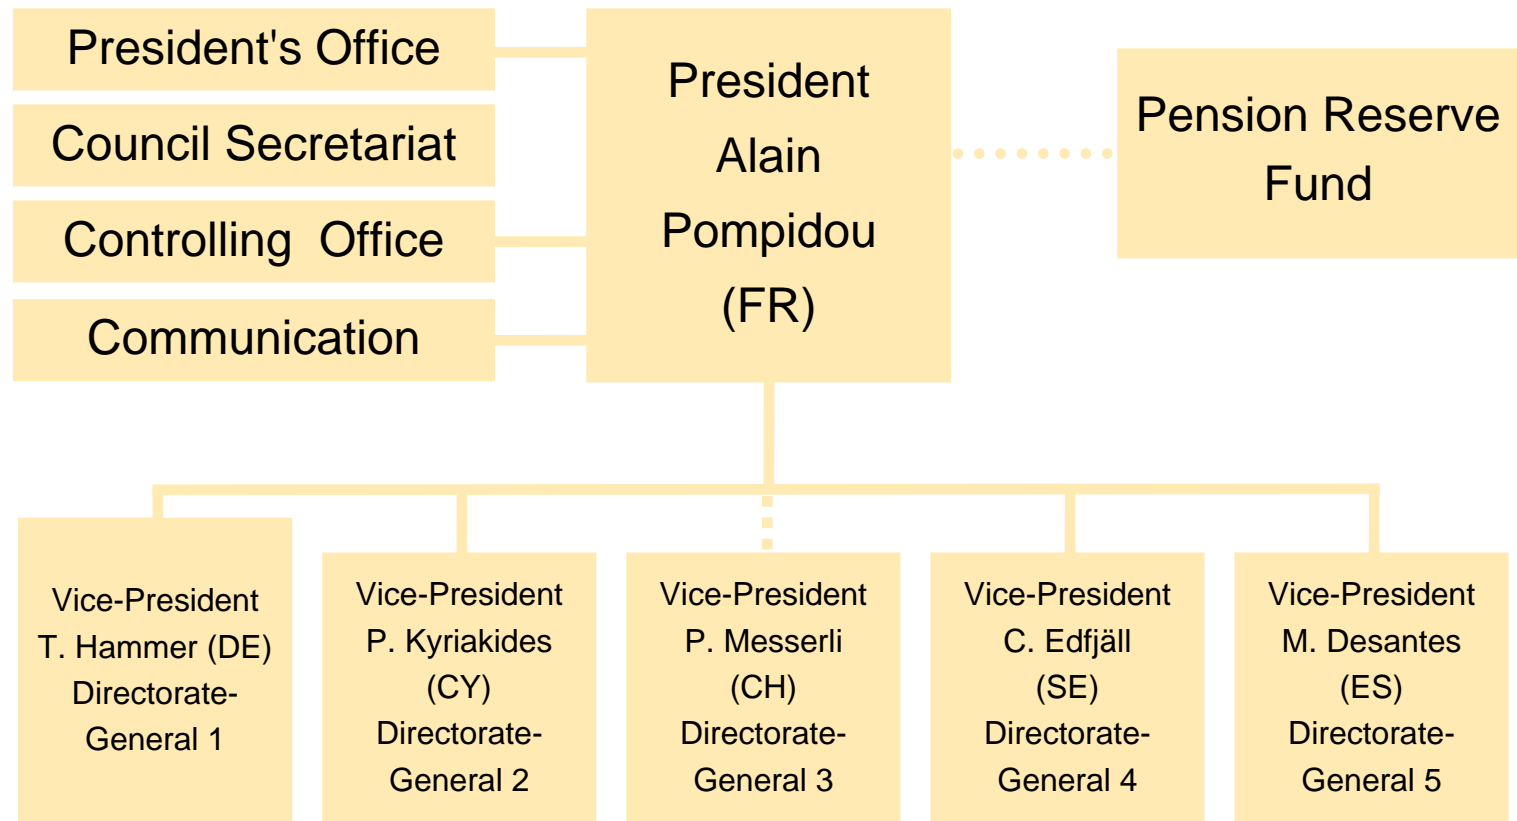 President's Office
Council Secretariat
Controlling  Office
Communication
President
Alain
Pompidou
(FR)
Pension Reserve
Fund
Vice-President
T. Hammer (DE)
Directorate-
General 1
Vice-President
P. Kyriakides
(CY)
Directorate-
General 2
Vice-President
P. Messerli
(CH)
Directorate-
General 3
Vice-President
C. Edfjäll
(SE)
Directorate-
General 4
Vice-President
M. Desantes
(ES)
Directorate-
General 5